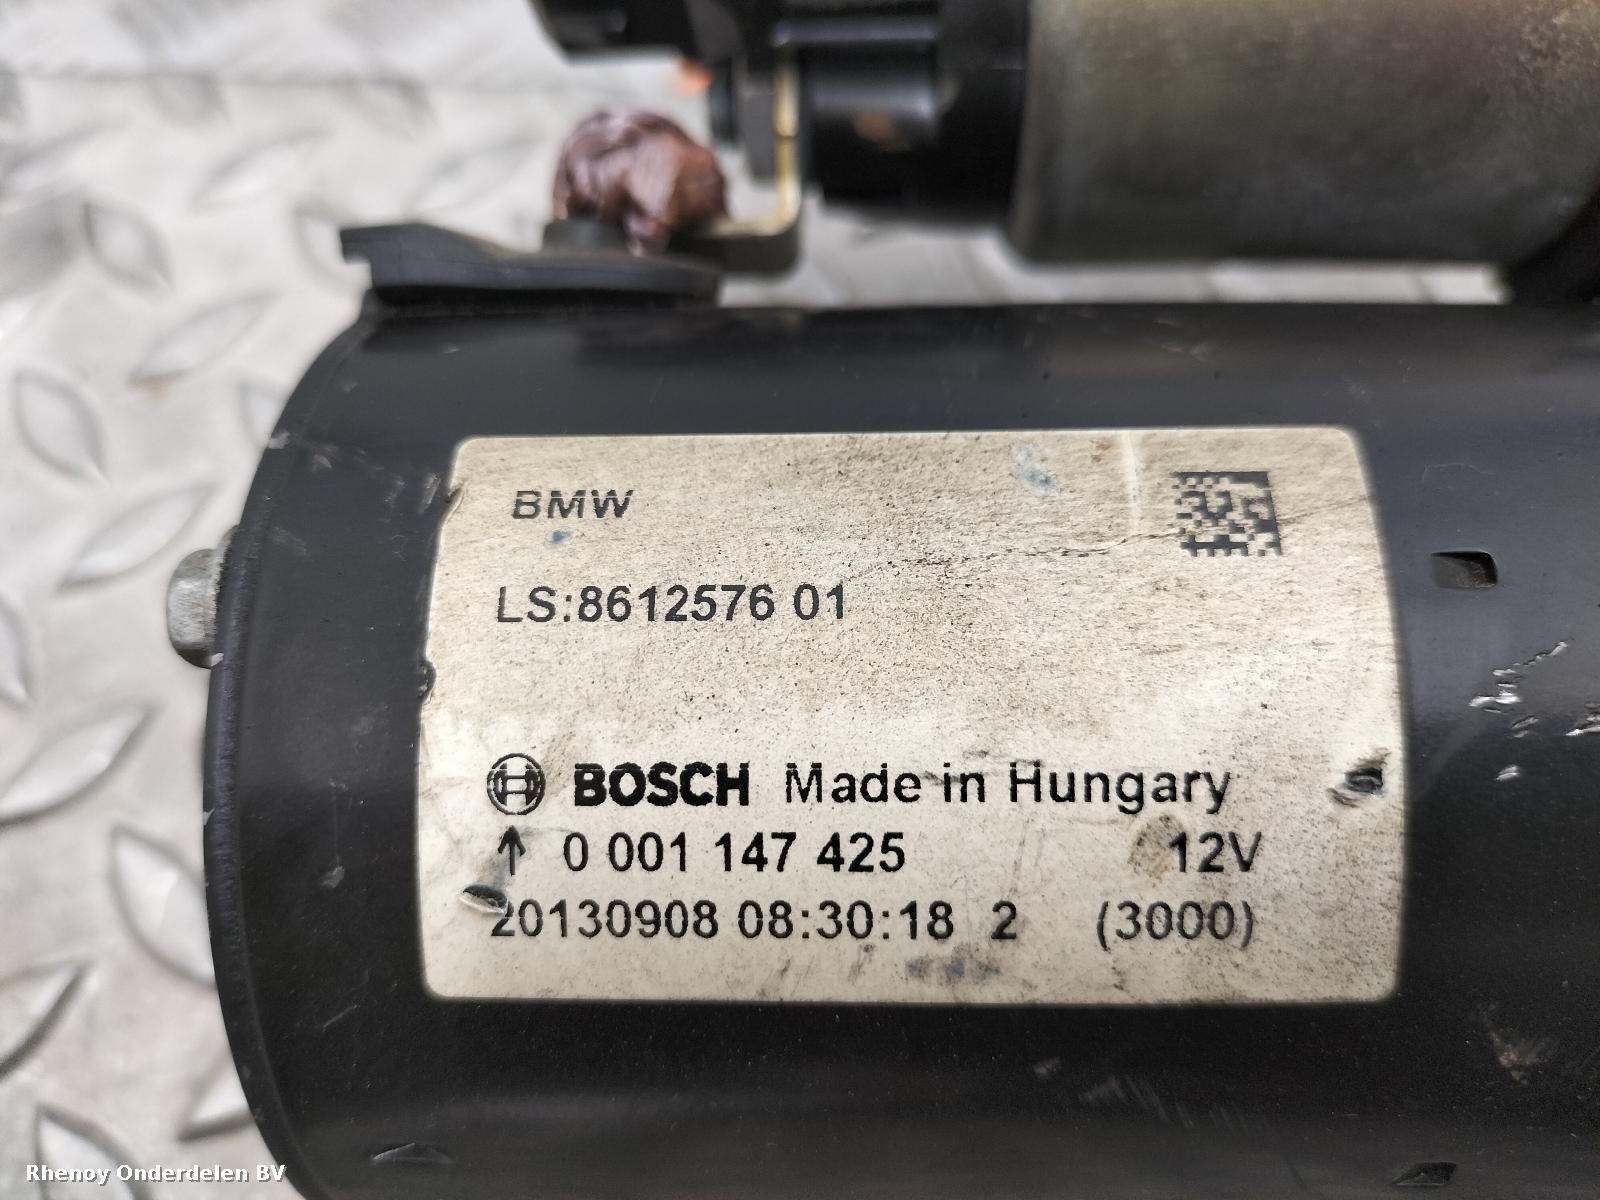 BMW
LS:8612576 01
BOSCH Made in Hungary
↑ 0 001 147 425 12V
20130908 08:30:18 2 (3000)
Rhenoy Onderdelen BV